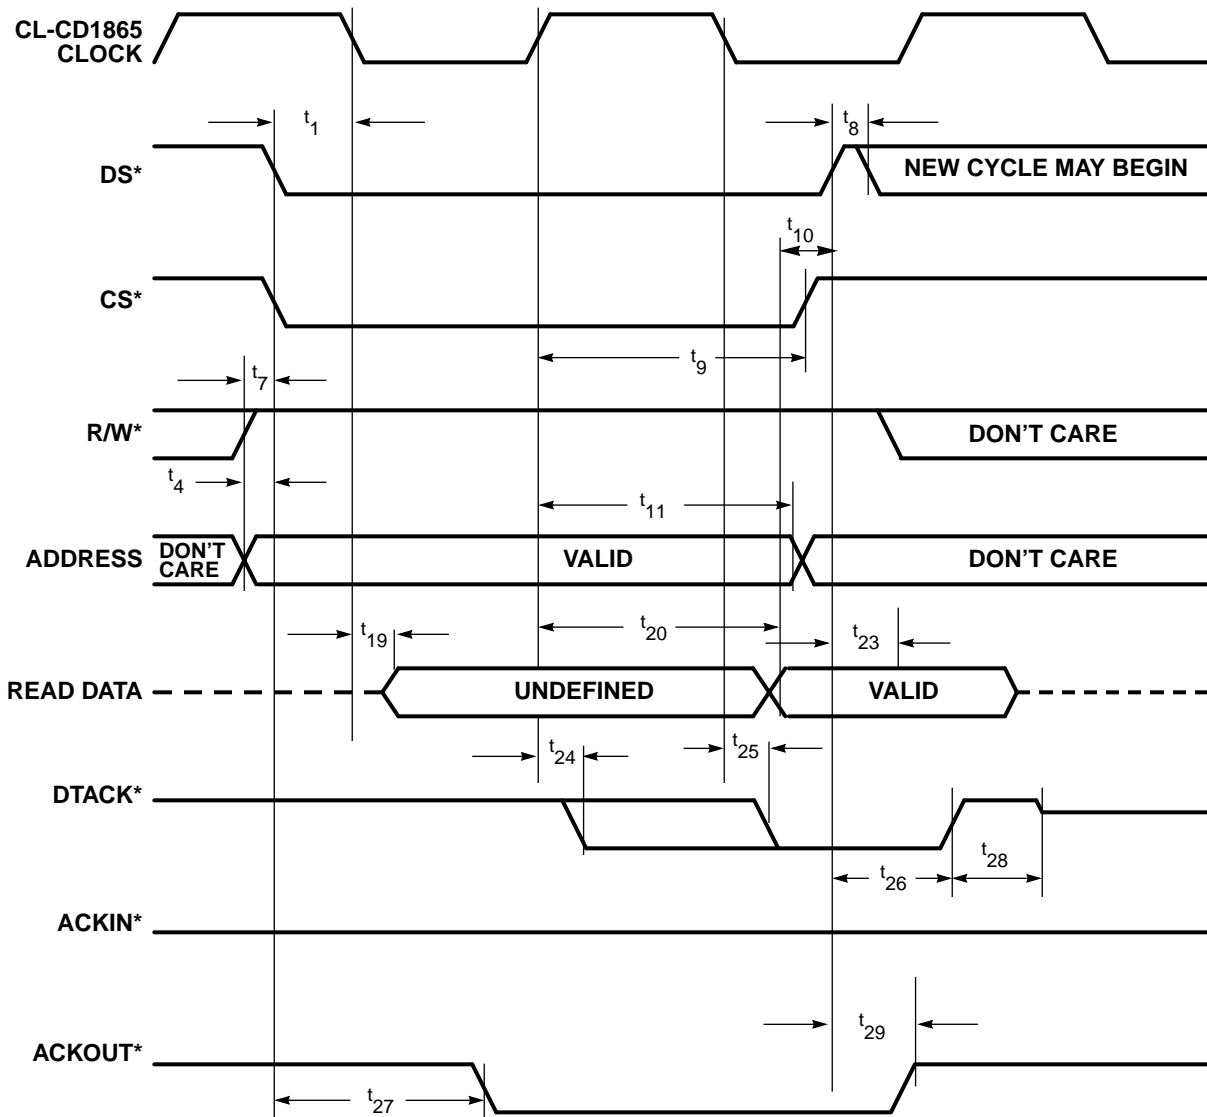 CL-CD1865
CLOCK
t1
t8
DS*
NEW CYCLE MAY BEGIN
t10
CS*
t9
t7
R/W*
DON'T CARE
t4
t11
ADDRESS
DON'T
CARE
VALID
DON'T CARE
t19
t20
t23
READ DATA
UNDEFINED
VALID
t24
t25
DTACK*
t26
t28
ACKIN*
t29
ACKOUT*
t27